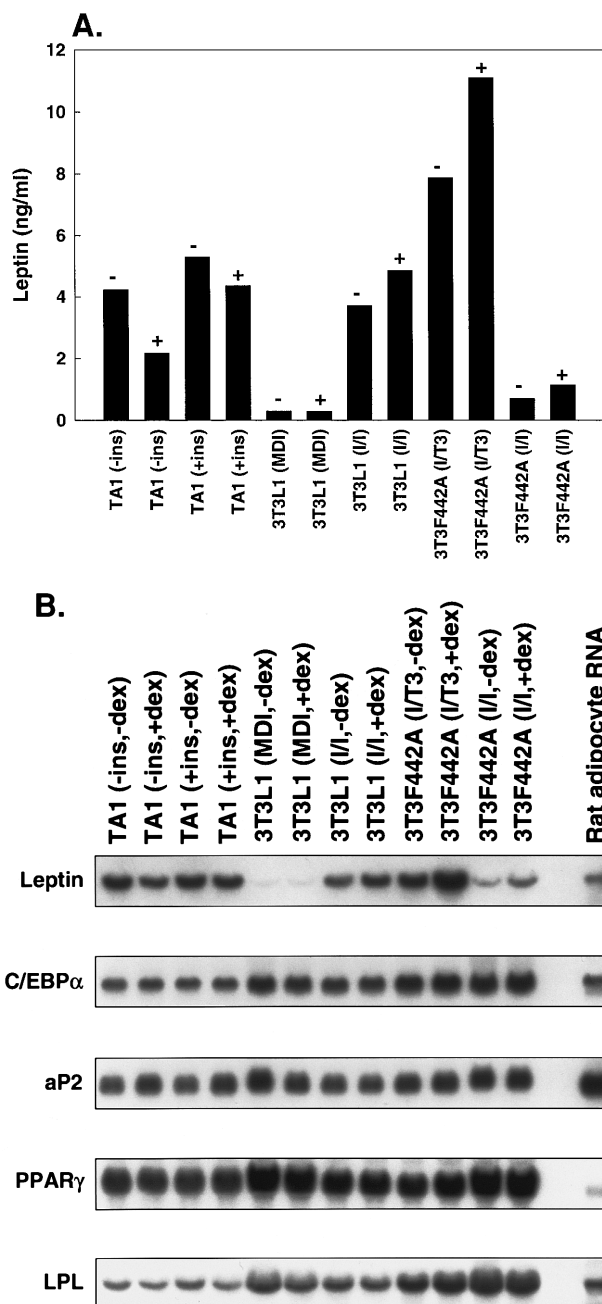 A.
12
10
8
6
4
2
0
Leptin (ng/ml)
- + - + - + - + - + - +
TA1 (-ins)
TA1 (-ins)
TA1 (+ins)
TA1 (+ins)
3T3L1 (MDI)
3T3L1 (MDI)
3T3L1 (I/I)
3T3L1 (I/I)
3T3F442A (I/T3)
3T3F442A (I/T3)
3T3F442A (I/I)
3T3F442A (I/I)
B.
TA1 (-ins,-dex)
TA1 (-ins,+dex)
TA1 (+ins,-dex)
TA1 (+ins,+dex)
3T3L1 (MDI,-dex)
3T3L1 (MDI,+dex)
3T3L1 (I/I,-dex)
3T3L1 (I/I,+dex)
3T3F442A (I/T3,-dex)
3T3F442A (I/T3,+dex)
3T3F442A (I/I,-dex)
3T3F442A (I/I,+dex)
Rat adipocyte RNA
Leptin
C/EBPα
aP2
PPARγ
LPL